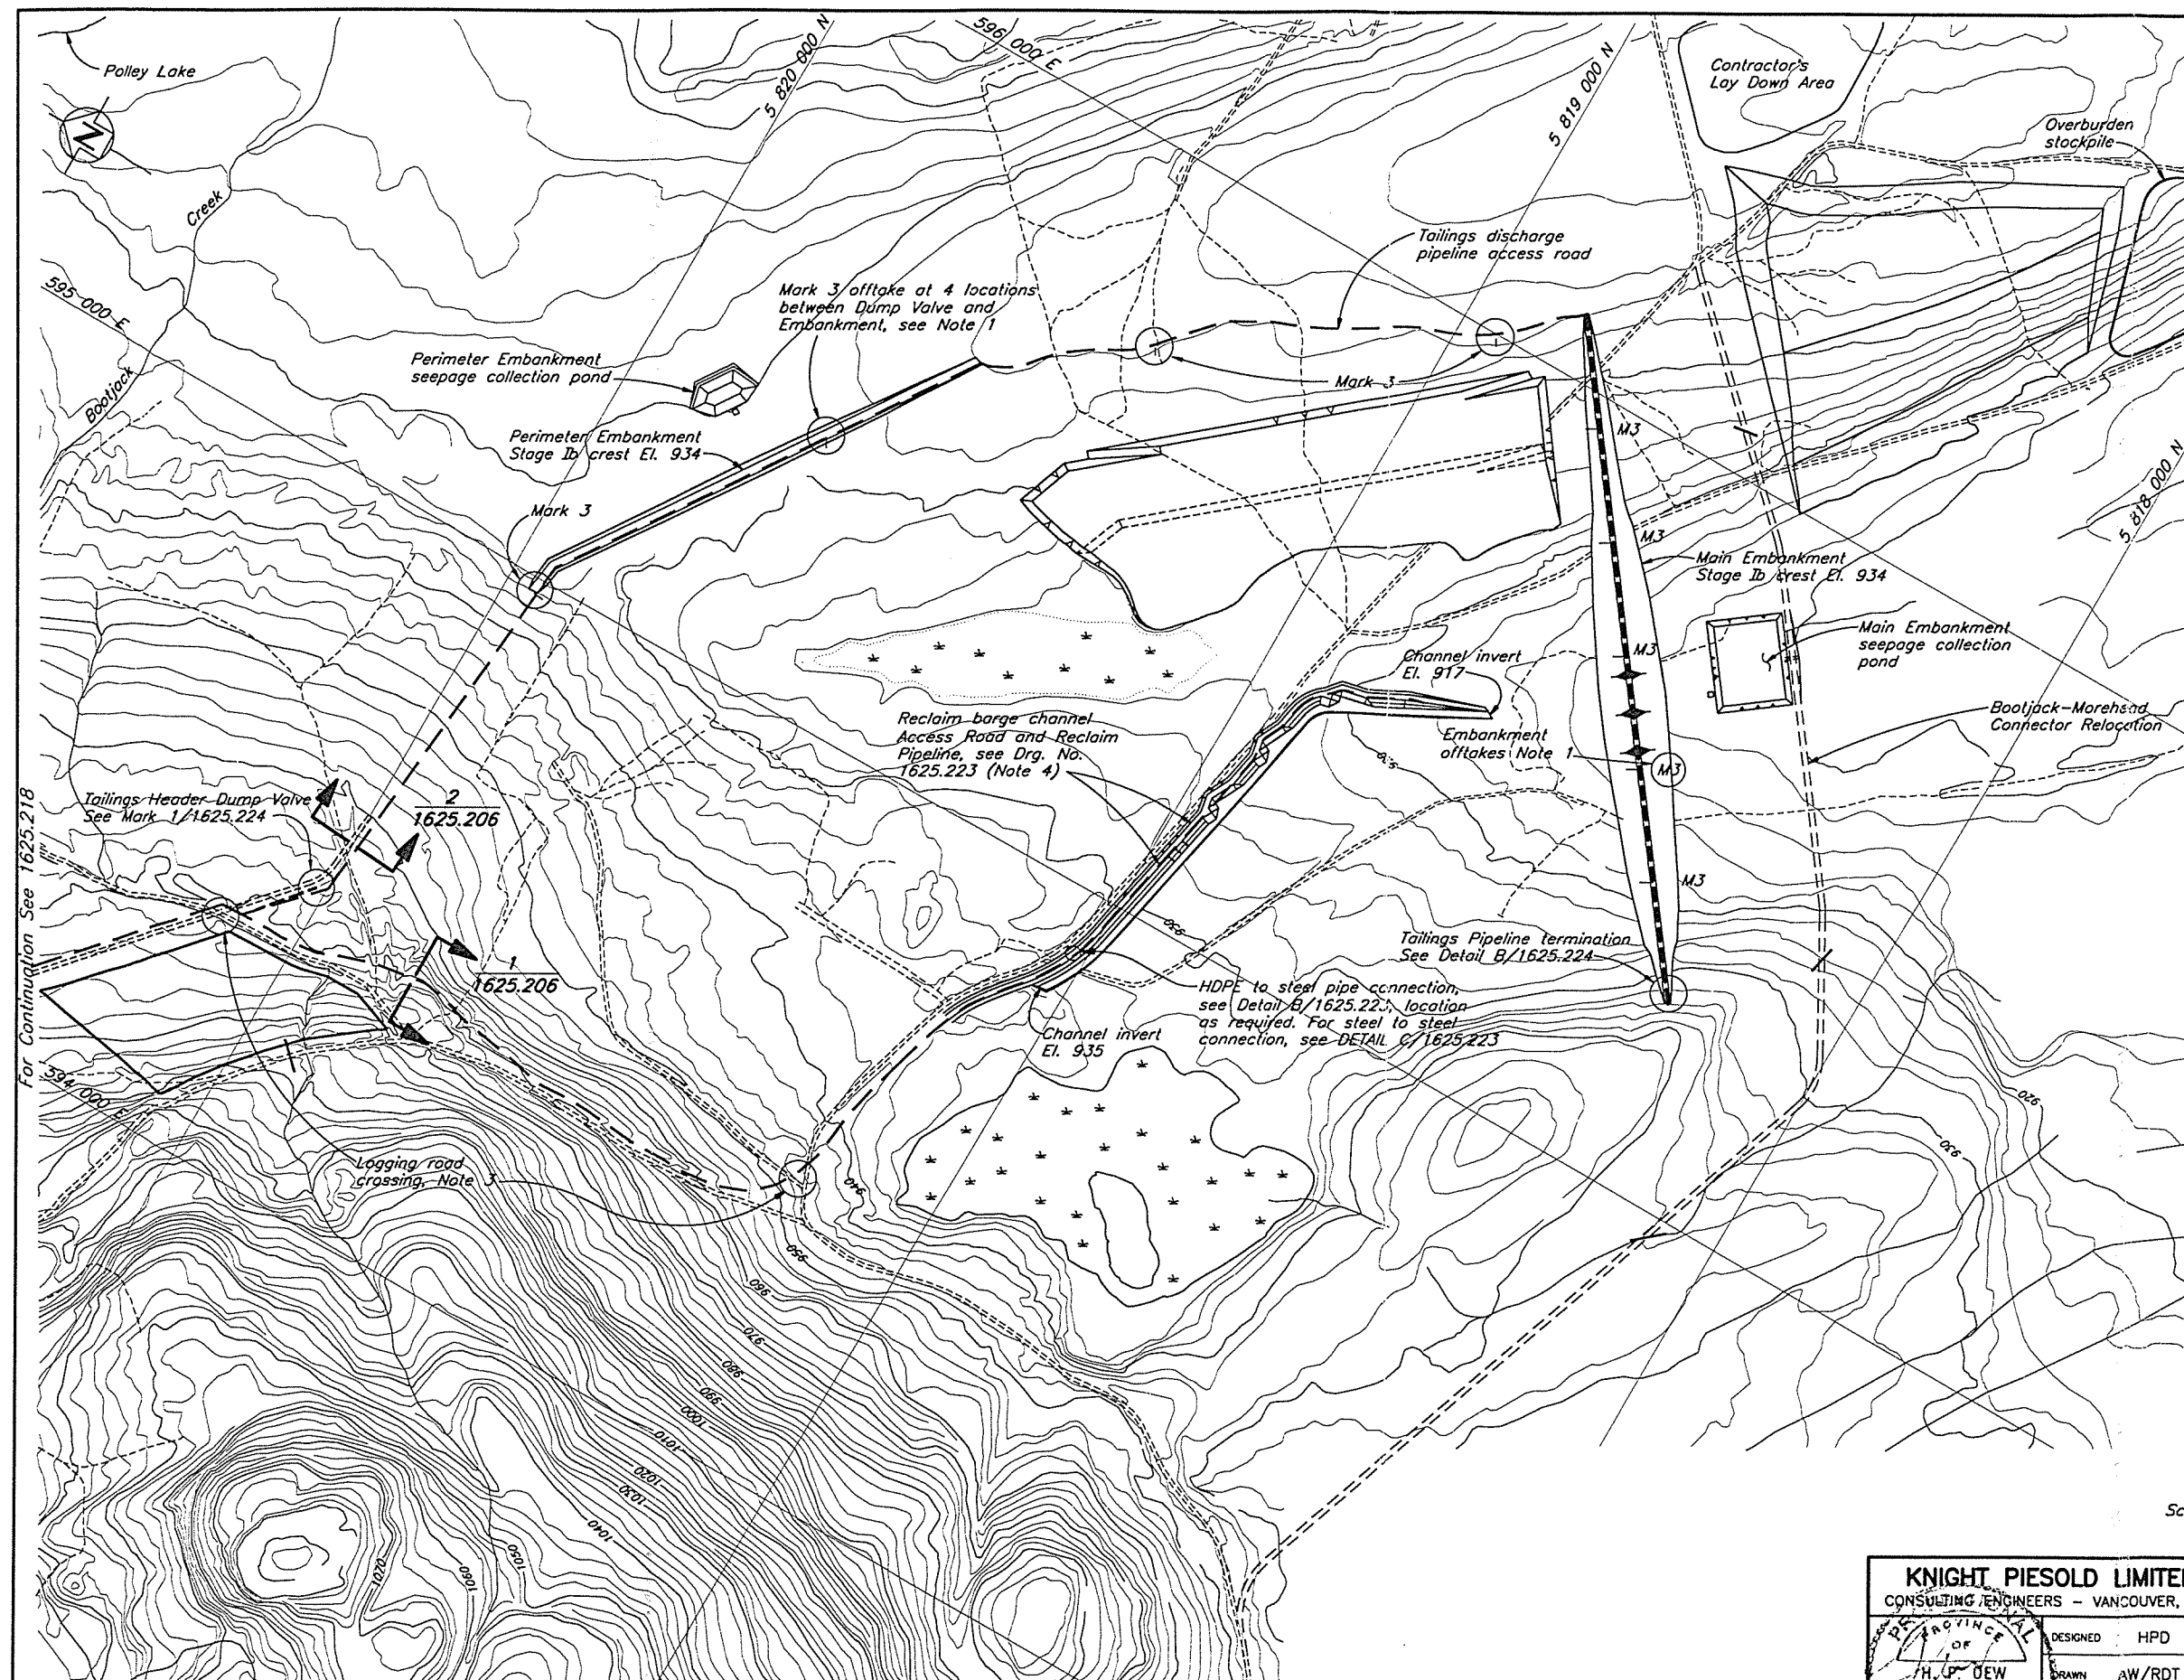 Polley Lake
N
Creek
Bootjack
595 000 E
5 820 000 N
596 000 E
5 819 000 N
Contractor's
Lay Down Area
Overburden
stockpile
Tailings discharge
pipeline access road
Mark 3 offtake at 4 locations
between Dump Valve and
Embankment, see Note 1
Perimeter Embankment
seepage collection pond
Mark 3
Perimeter Embankment
Stage Ib crest El. 934
Mark 3
M3
M3
M3
M3
M3
5 818 000 N
Main Embankment
Stage Ib crest El. 934
Main Embankment
seepage collection
pond
Channel invert
El. 917
Reclaim barge channel
Access Road and Reclaim
Pipeline, see Drg. No.
1625.223 (Note 4)
Embankment
offtakes Note 1
Bootjack-Morehead
Connector Relocation
Tailings Header Dump Valve
See Mark 1/1625.224
2
1625.206
1
1625.206
For Continuation See 1625.218
930
Tailings Pipeline termination
See Detail B/1625.224
HDPE to steel pipe connection,
see Detail B/1625.223, location
as required. For steel to steel
connection, see DETAIL C/1625.223
Channel invert
El. 935
594 000 E
Logging road
crossing, Note 3
920
930
940
950
960
970
980
990
1000
1010
1020
1030
1040
1050
1060
1070
KNIGHT PIESOLD
CONSULTING ENGINEERS - VANCOUVER,
PROVINCE
OF
H. P. DEW
DESIGNED HPD
DRAWN AW/RDT